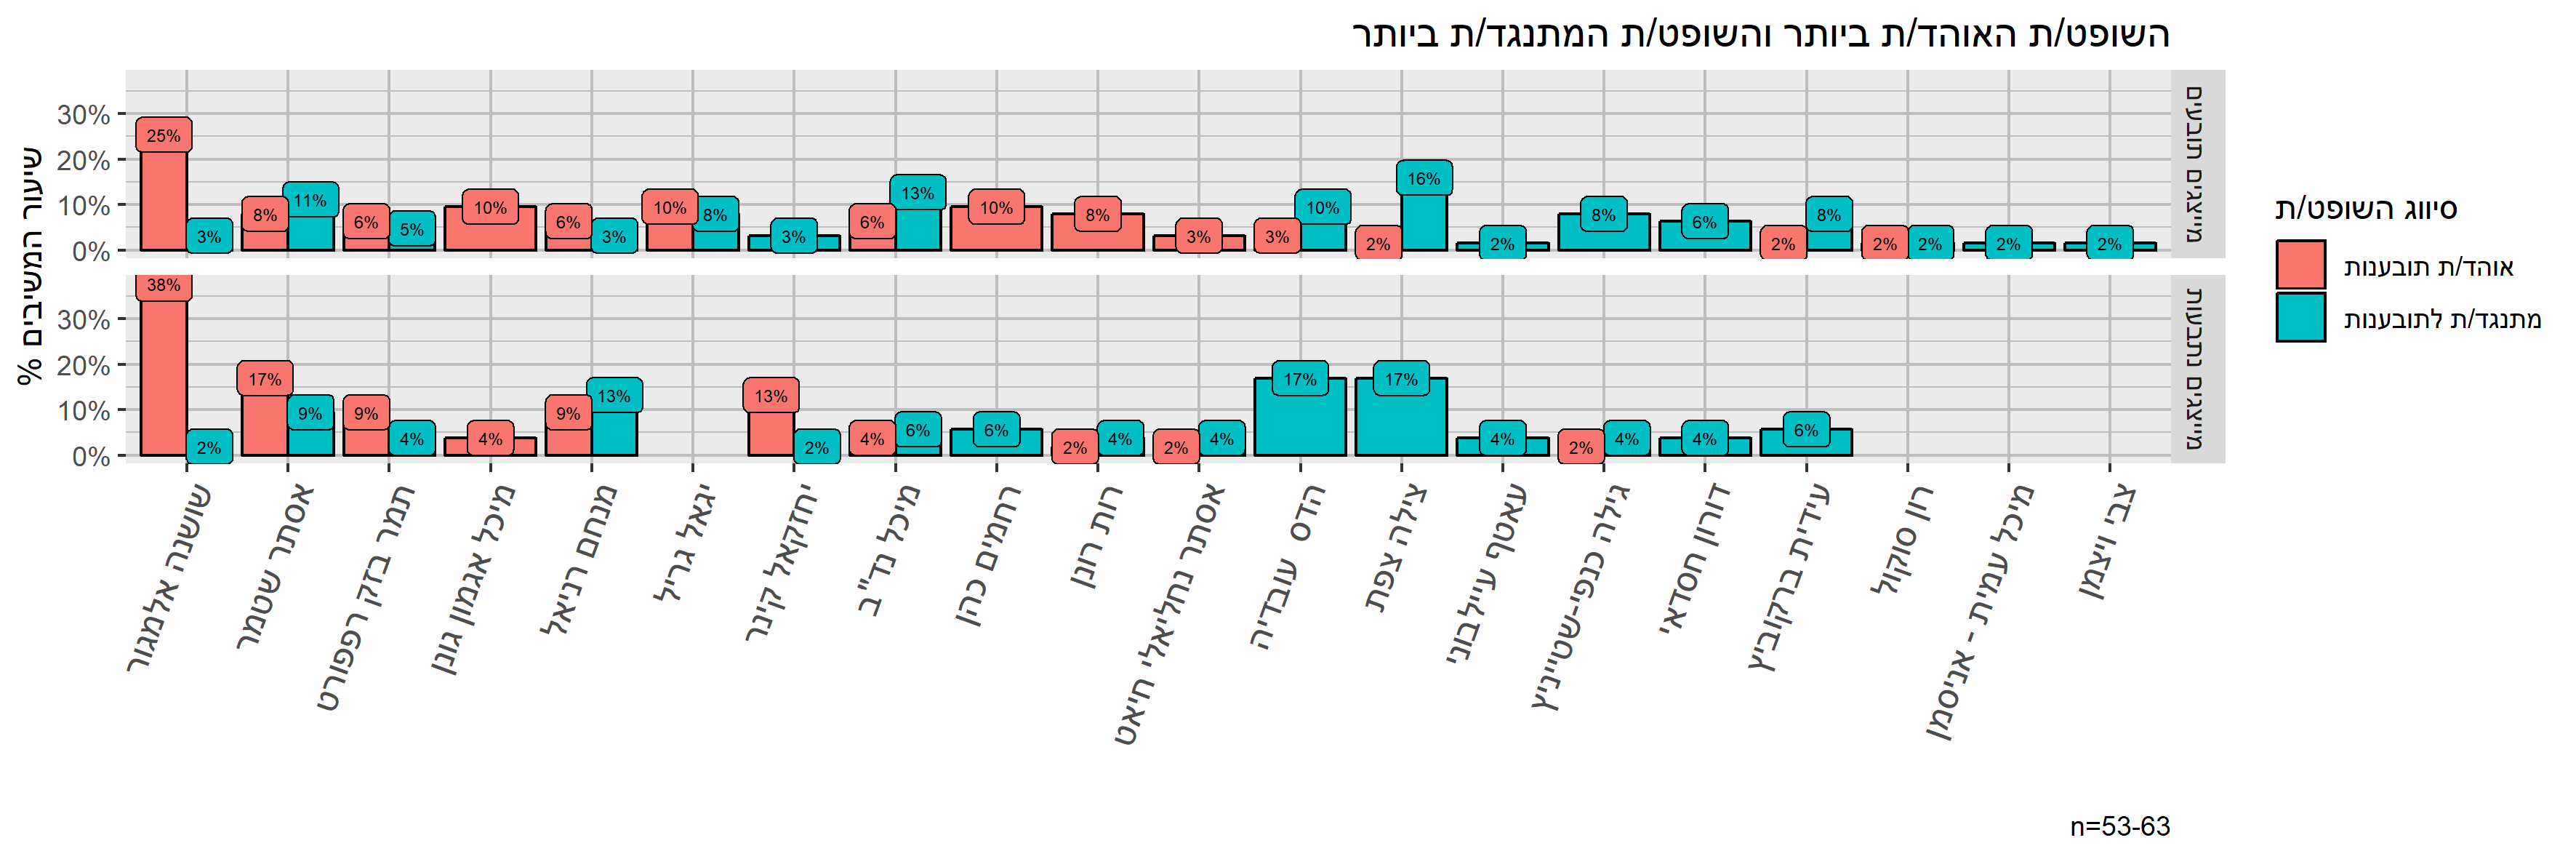 השופט/ת האוהד/ת ביותר והשופט/ת המתנגד/ת ביותר
שיעור המשיבים %
30%
20%
10%
0%
25% 3% 8% 11% 6% 5% 10% 6% 3% 10% 8% 3% 6% 13% 10% 8% 3% 3% 10% 2% 16% 2% 8% 6% 2% 8% 2% 2% 2% 2%
מייצגים תובעים
30%
20%
10%
0%
38% 2% 17% 9% 9% 4% 4% 9% 13% 13% 2% 4% 6% 6% 2% 4% 2% 4% 17% 17% 4% 2% 4% 4% 6%
מייצגים נתבעות
שושנה אלמגור
אסתר שטמר
תמר בזק רפפורט
מיכל אגמון גונן
מנחם רניאל
יגאל גריל
יחזקאל קינר
מיכל נד"ב
רחמים כהן
רות רונן
אסתר נחליאלי חיאט
הדס  עובדיה
צילה צפת
עאטף עיילבוני
גילה כנפי-שטייניץ
דורון חסדאי
עידית ברקוביץ
רון סוקול
מיכל עמית - אניסמן
צבי ויצמן
סיווג השופט/ת
אוהד/ת תובענות
מתנגד/ת לתובענות
n=53-63